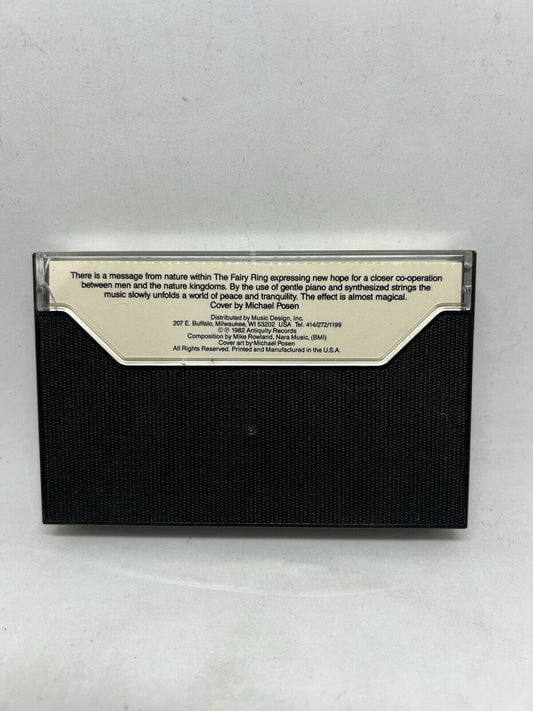 There is a message from nature within The Fairy Ring expressing new hope for a closer co-operation
between men and the nature kingdoms. By the use of gentle piano and synthesized strings the
music slowly unfolds a world of peace and tranquility. The effect is almost magical.
Cover by Michael Posen
Distributed by Music Design, Inc.
207 E. Buffalo, Milwaukee, WI 53202 USA Tel. 414/272/1199
©℗ 1982 Antiquity Records
Composition by Mike Rowland, Nara Music, (BMI)
Cover art by Michael Posen
All Rights Reserved. Printed and Manufactured in the U.S.A.